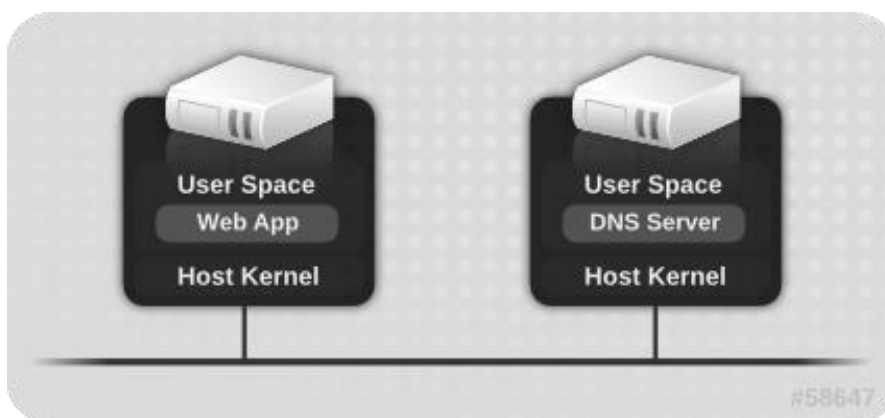 User Space
Web App
Host Kernel
User Space
DNS Server
Host Kernel
#58647